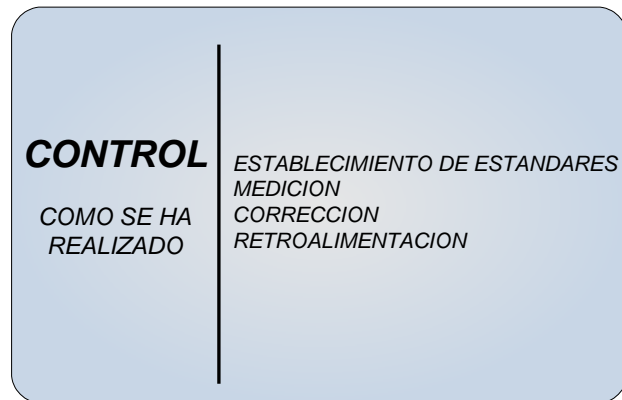 CONTROL
COMO SE HA
REALIZADO
ESTABLECIMIENTO DE ESTANDARES
MEDICION
CORRECCION
RETROALIMENTACION